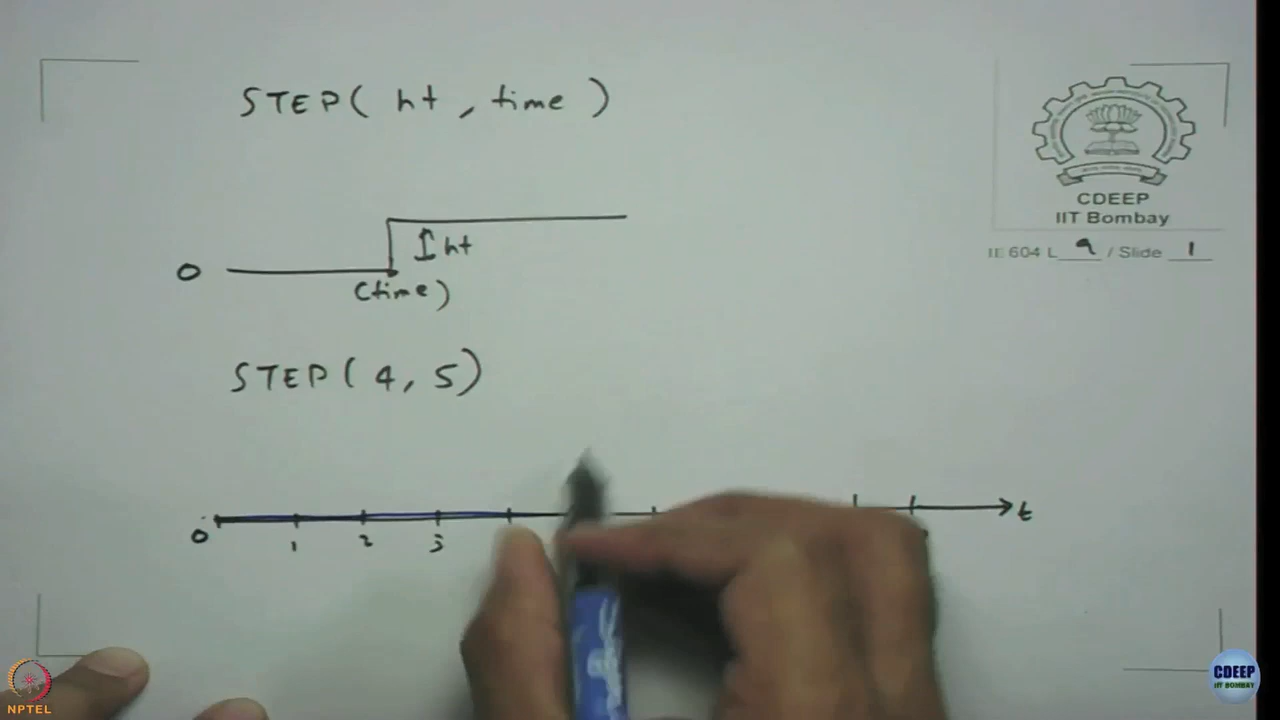 STEP( ht , time )
CDEEP
IIT Bombay
IE 604 L 9 / Slide 1
0
ht
(time)
STEP( 4, 5)
t
0
1 2 3
NPTEL
CDEEP
IIT BOMBAY